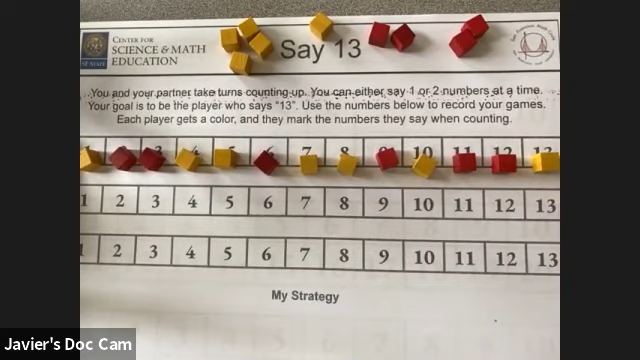 CENTER FOR
SCIENCE & MATH
EDUCATION
Say 13
You and your partner take turns counting up. You can either say 1 or 2 numbers at a time.
Your goal is to be the player who says "13". Use the numbers below to record your games.
Each player gets a color, and they mark the numbers they say when counting.
7 8 10 11 12 13
1 2 3 4 5 6 7 8 9 10 11 12 13
1 2 3 4 5 6 7 8 9 10 11 12 13
My Strategy
Javier's Doc Cam